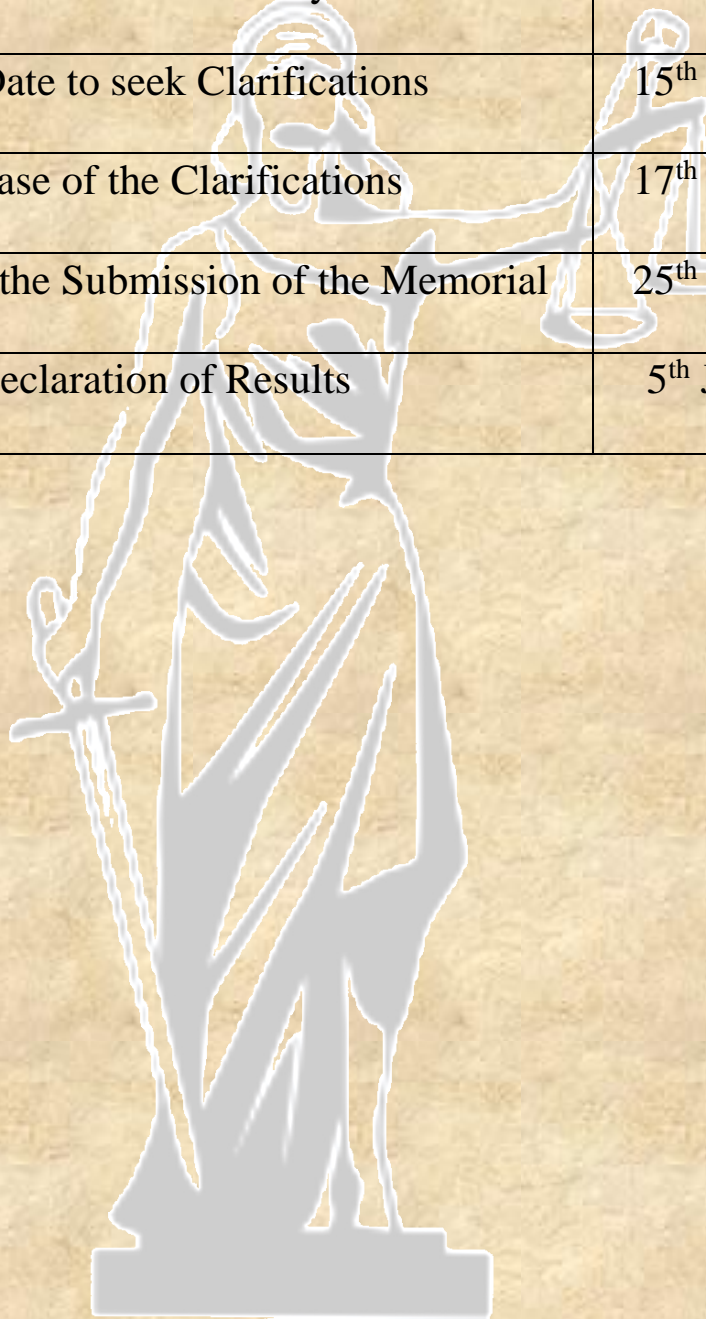 Date to seek Clarifications 15th
ase of the Clarifications 17th
the Submission of the Memorial 25th
eclaration of Results 5th J